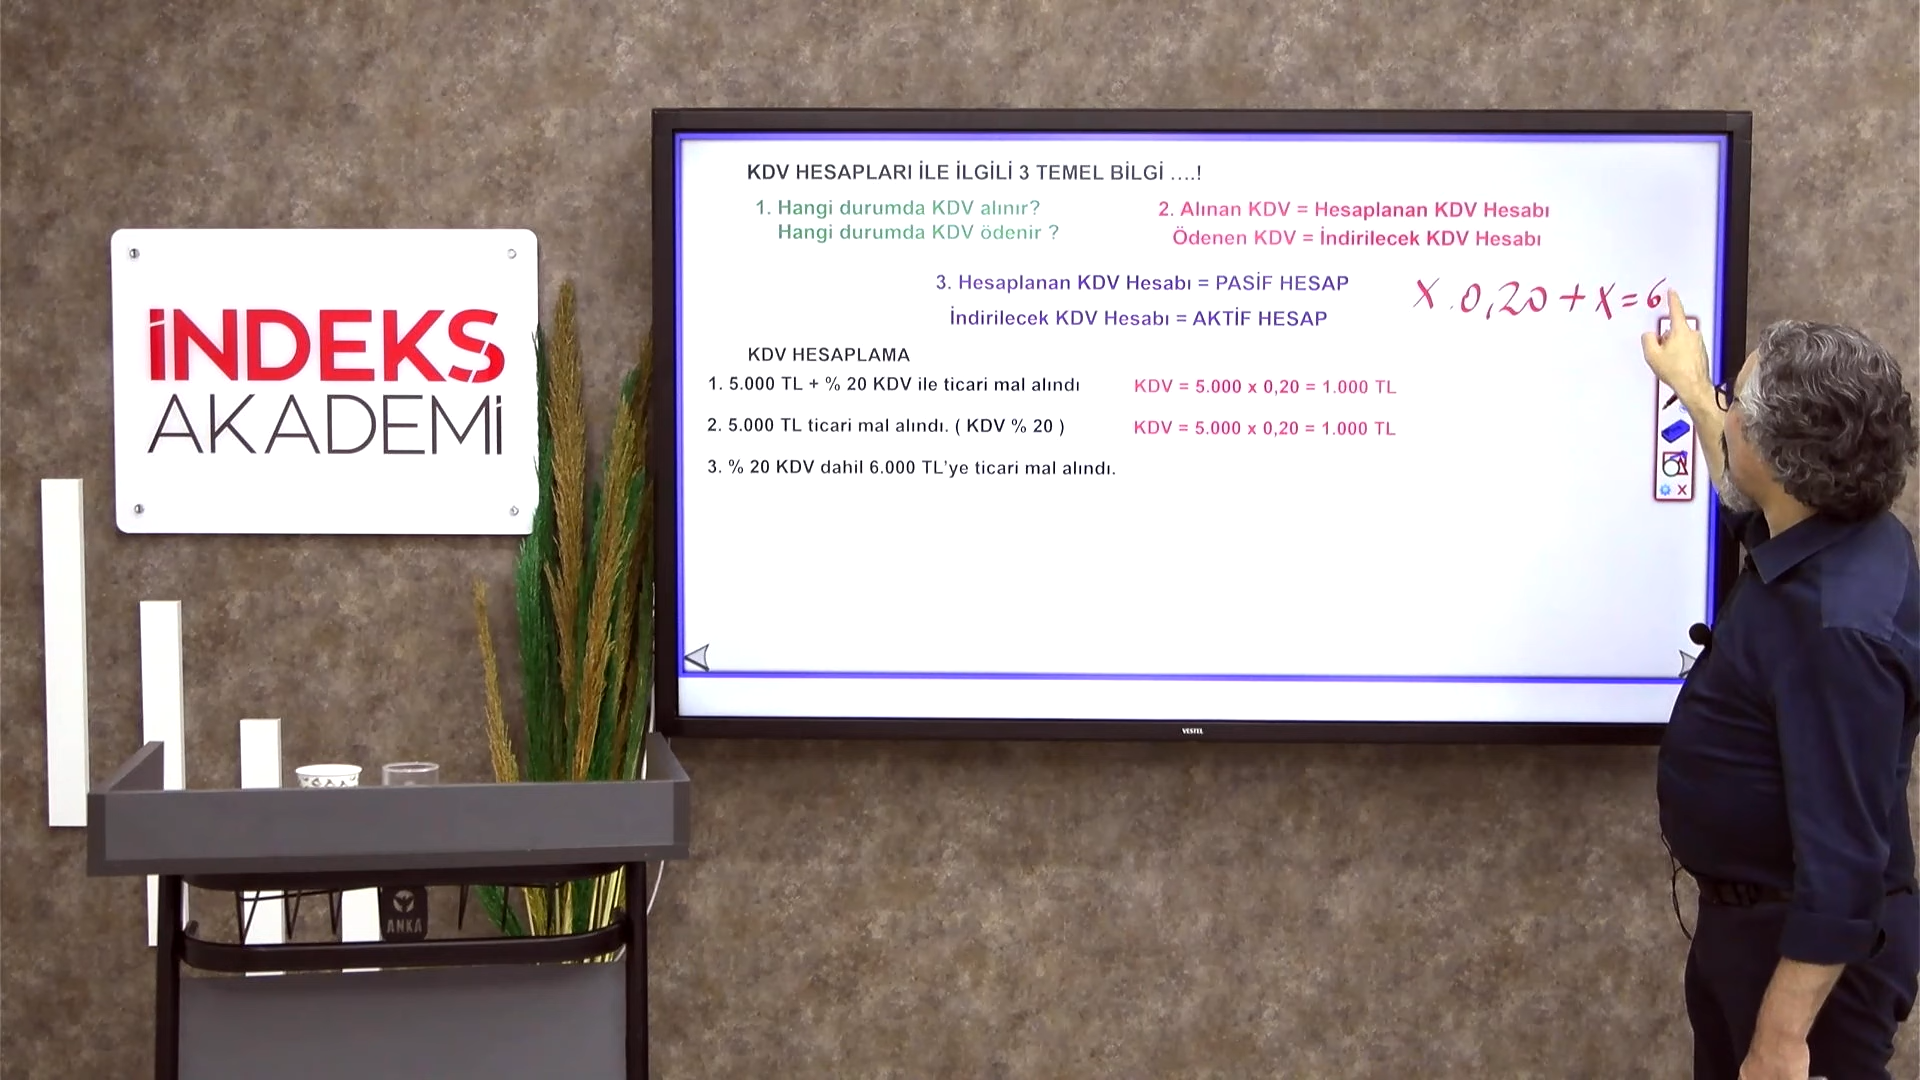 İNDEKS
AKADEMİ
KDV HESAPLARI İLE İLGİLİ 3 TEMEL BİLGİ ....!
1. Hangi durumda KDV alınır?
Hangi durumda KDV ödenir ?
2. Alınan KDV = Hesaplanan KDV Hesabı
Ödenen KDV = İndirilecek KDV Hesabı
3. Hesaplanan KDV Hesabı = PASİF HESAP
İndirilecek KDV Hesabı = AKTİF HESAP
X . 0,20 + X = 6
KDV HESAPLAMA
1. 5.000 TL + % 20 KDV ile ticari mal alındı
KDV = 5.000 x 0,20 = 1.000 TL
2. 5.000 TL ticari mal alındı. ( KDV % 20 )
KDV = 5.000 x 0,20 = 1.000 TL
3. % 20 KDV dahil 6.000 TL'ye ticari mal alındı.
VESTEL
ANKA